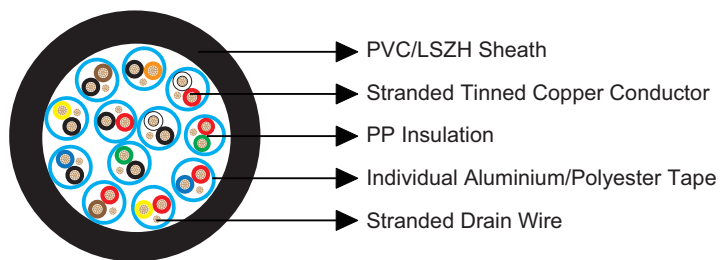 PVC/LSZH Sheath
Stranded Tinned Copper Conductor
PP Insulation
Individual Aluminium/Polyester Tape
Stranded Drain Wire